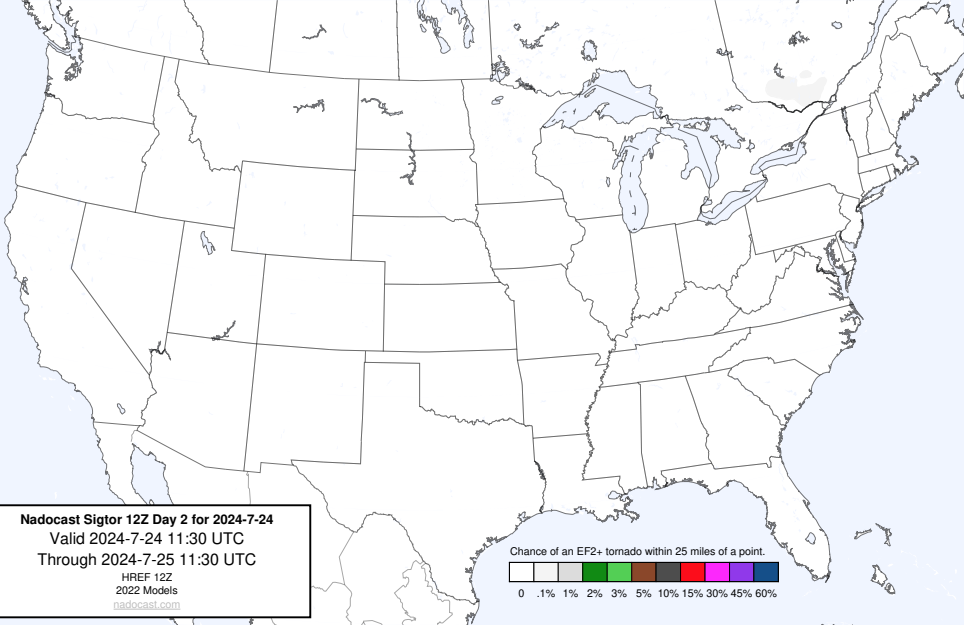 Nadocast Sigtor 12Z Day 2 for 2024-7-24
Valid 2024-7-24 11:30 UTC
Through 2024-7-25 11:30 UTC
HREF 12Z
2022 Models
nadocast.com
Chance of an EF2+ tornado within 25 miles of a point.
0 .1% 1% 2% 3% 5% 10% 15% 30% 45% 60%